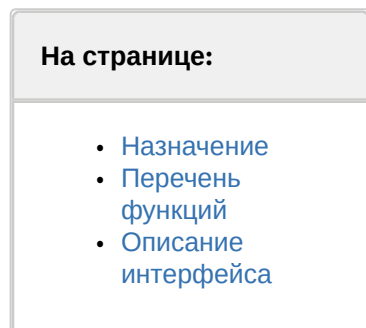 На странице:
• Назначение
• Перечень
функций
• Описание
интерфейса